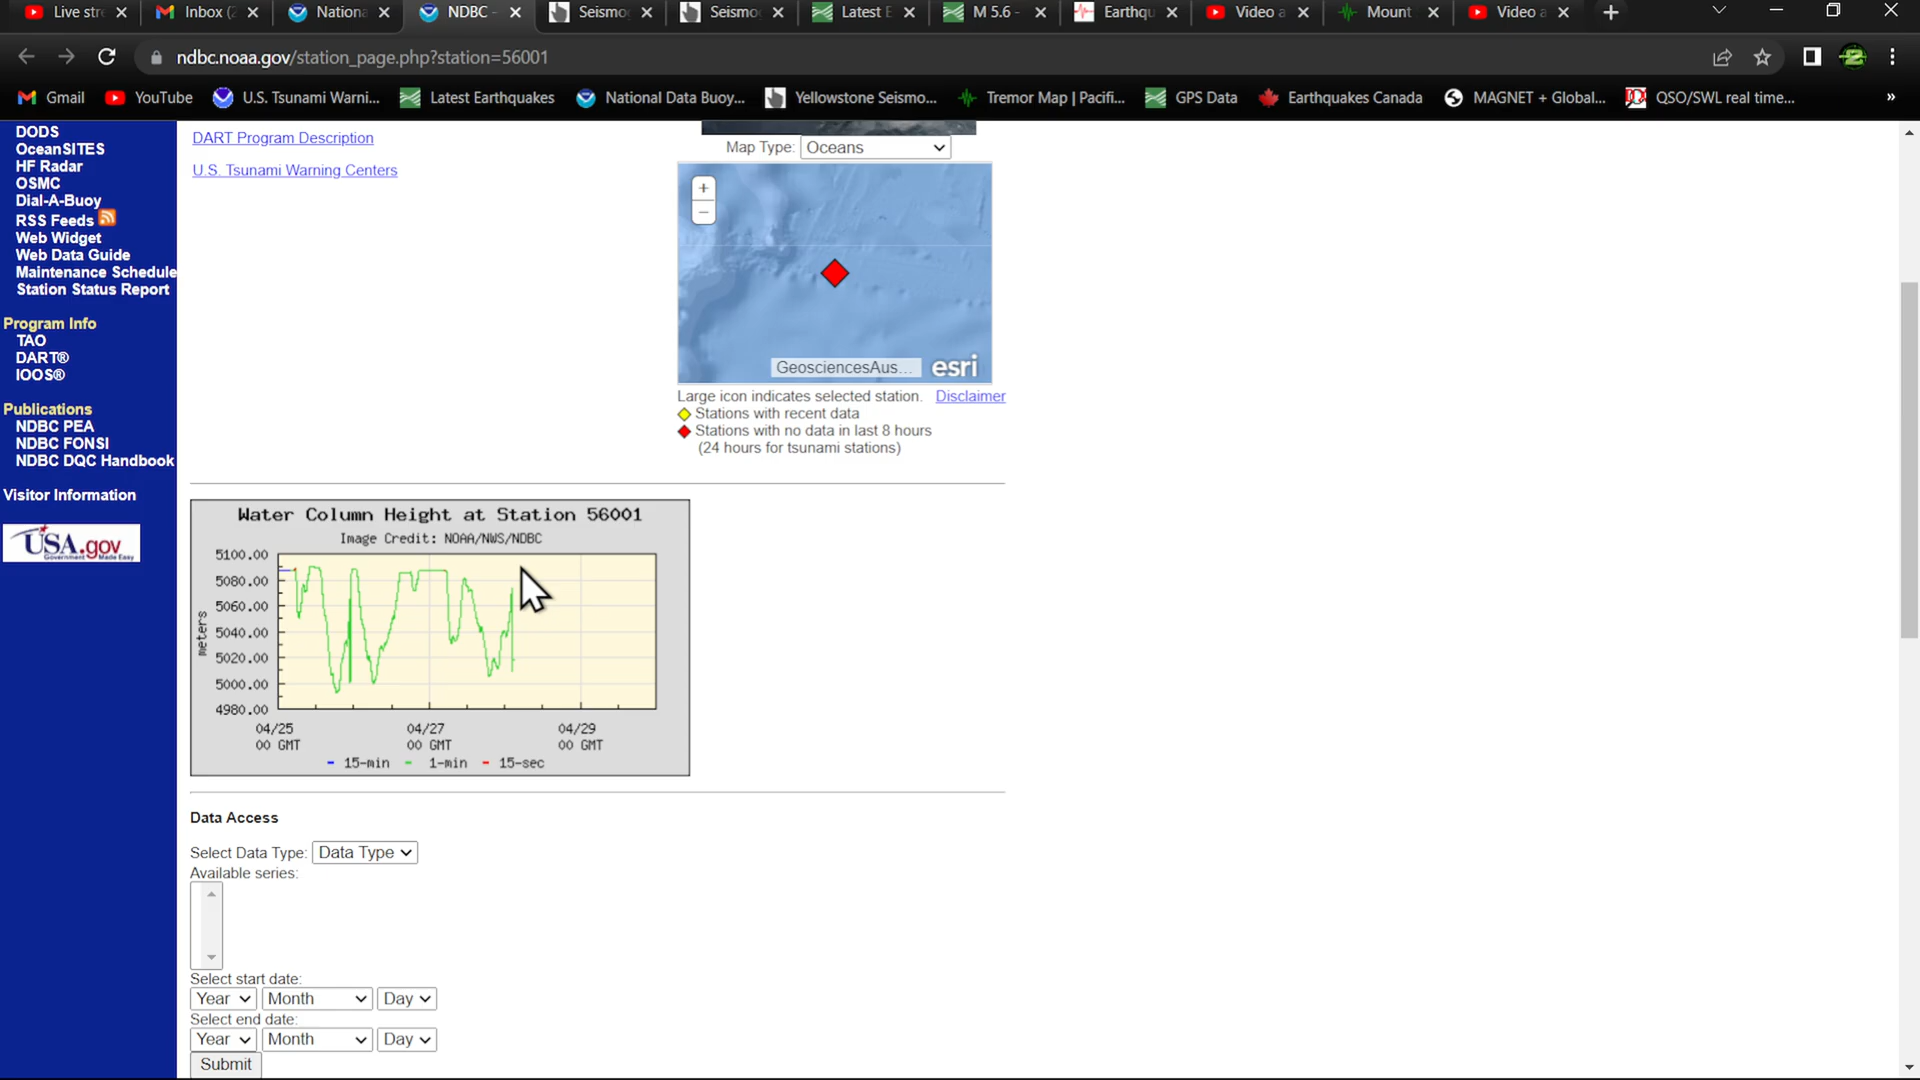 Live str
Inbox (2
Nationa
NDBC -
Seismo
Seismo
Latest E
M 5.6 -
Earthqu
Video a
Mount
Video a
ndbc.noaa.gov/station_page.php?station=56001
Gmail
YouTube
U.S. Tsunami Warni...
Latest Earthquakes
National Data Buoy...
Yellowstone Seismo...
Tremor Map | Pacifi...
GPS Data
Earthquakes Canada
MAGNET + Global...
QSO/SWL real time...
»
DODS
OceanSITES
HF Radar
OSMC
Dial-A-Buoy
RSS Feeds
Web Widget
Web Data Guide
Maintenance Schedule
Station Status Report
Program Info
TAO
DART®
IOOS®
Publications
NDBC PEA
NDBC FONSI
NDBC DQC Handbook
Visitor Information
USA.gov
Government Made Easy
DART Program Description
U.S. Tsunami Warning Centers
Map Type: Oceans
+
−
GeosciencesAus...
esri
Large icon indicates selected station. Disclaimer
Stations with recent data
Stations with no data in last 8 hours
(24 hours for tsunami stations)
Water Column Height at Station 56001
Image Credit: NOAA/NWS/NDBC
meters
5100.00
5080.00
5060.00
5040.00
5020.00
5000.00
4980.00
04/25 04/27 04/29
00 GMT 00 GMT 00 GMT
15-min 1-min 15-sec
Data Access
Select Data Type: Data Type
Available series:
Select start date:
Year Month Day
Select end date:
Year Month Day
Submit